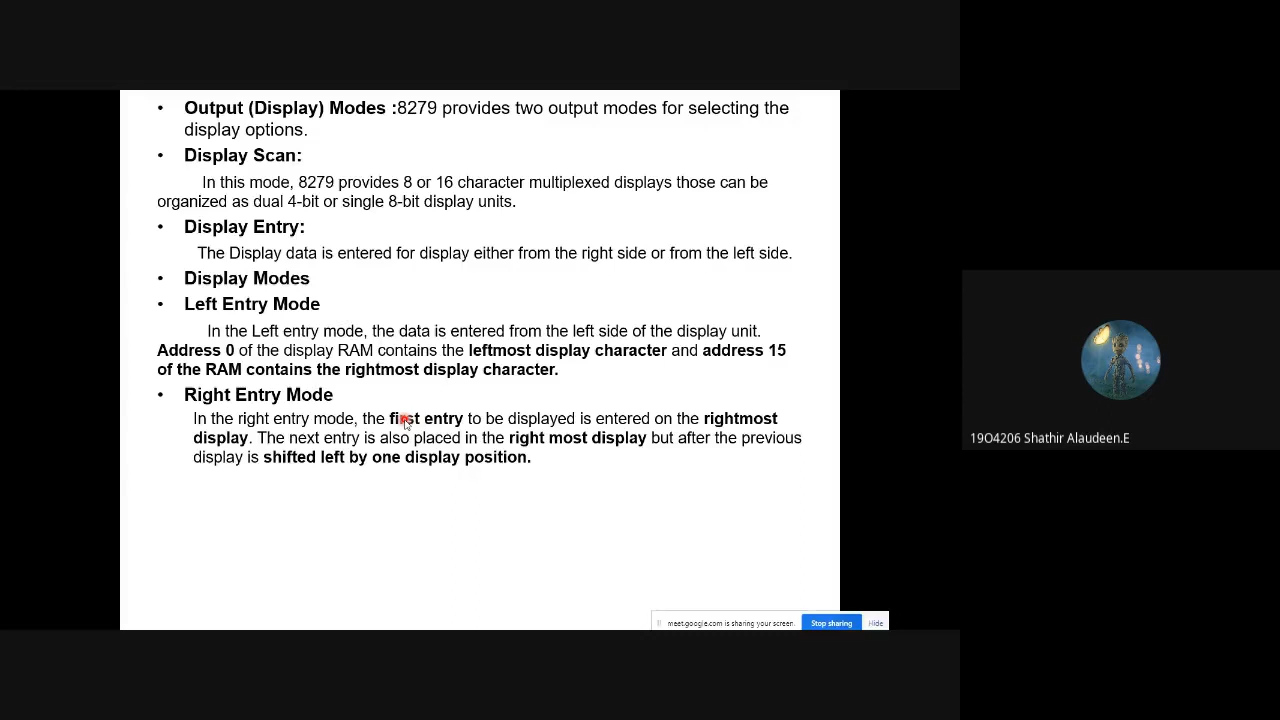 • Output (Display) Modes :8279 provides two output modes for selecting the
display options.
• Display Scan:
In this mode, 8279 provides 8 or 16 character multiplexed displays those can be
organized as dual 4-bit or single 8-bit display units.
• Display Entry:
The Display data is entered for display either from the right side or from the left side.
• Display Modes
• Left Entry Mode
In the Left entry mode, the data is entered from the left side of the display unit.
Address 0 of the display RAM contains the leftmost display character and address 15
of the RAM contains the rightmost display character.
• Right Entry Mode
In the right entry mode, the first entry to be displayed is entered on the rightmost
display. The next entry is also placed in the right most display but after the previous
display is shifted left by one display position.
19O4206 Shathir Alaudeen.E
meet.google.com is sharing your screen. Stop sharing Hide